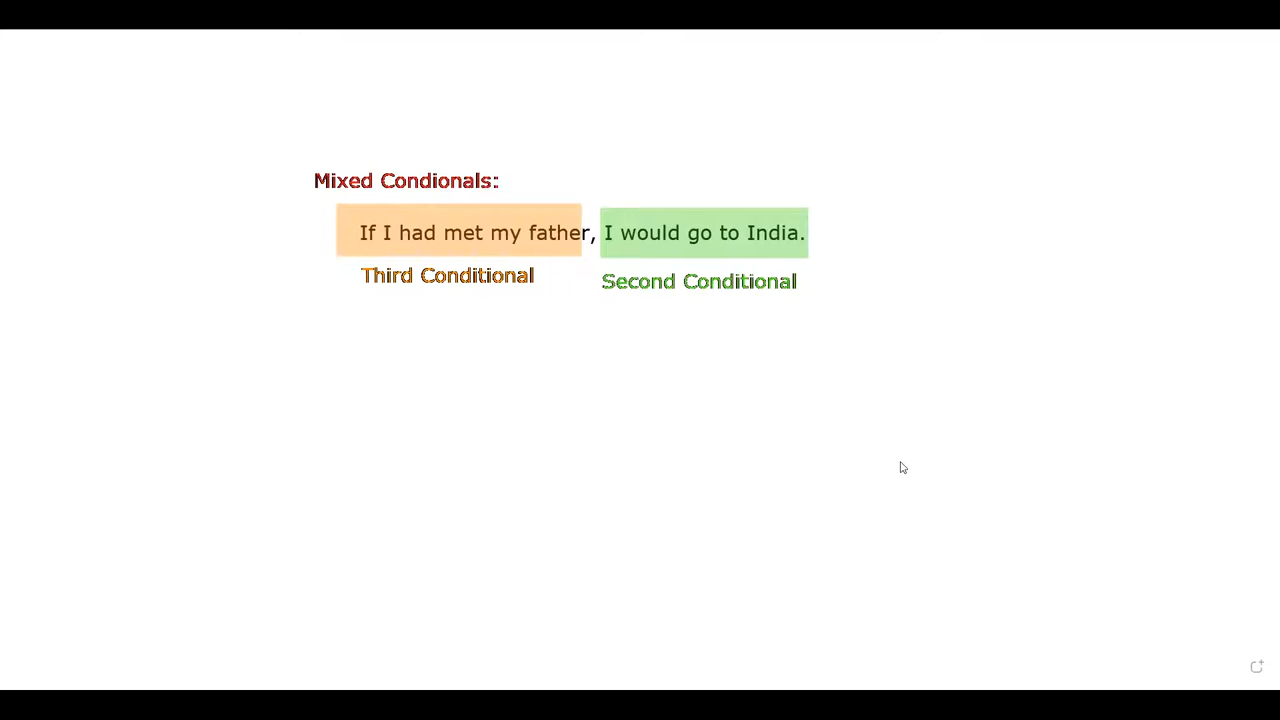 Mixed Condionals:
If I had met my father, I would go to India.
Third Conditional
Second Conditional